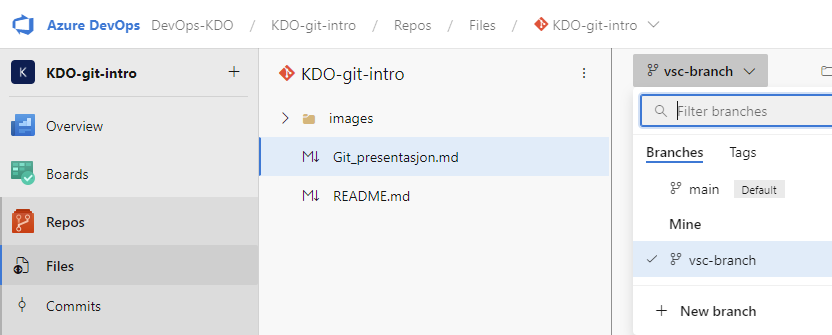 Azure DevOps DevOps-KDO / KDO-git-intro / Repos / Files / KDO-git-intro
K KDO-git-intro +
Overview
Boards
Repos
Files
Commits
KDO-git-intro
images
M↓ Git_presentasjon.md
M↓ README.md
vsc-branch
Filter branches
Branches Tags
main Default
Mine
vsc-branch
+ New branch